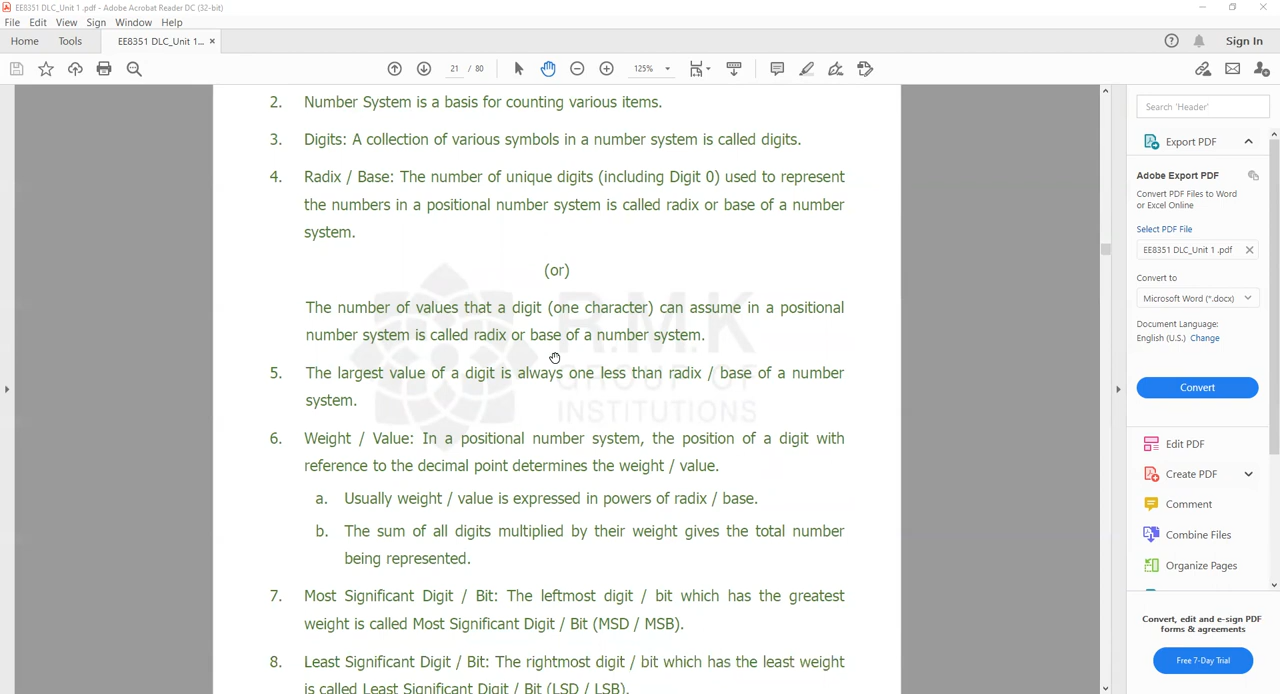 EE8351 DLC_Unit 1 .pdf - Adobe Acrobat Reader DC (32-bit)
File Edit View Sign Window Help
Home Tools EE8351 DLC_Unit 1... × Sign In
21 / 80 125%
2. Number System is a basis for counting various items.
3. Digits: A collection of various symbols in a number system is called digits.
4. Radix / Base: The number of unique digits (including Digit 0) used to represent
the numbers in a positional number system is called radix or base of a number
system.
(or)
The number of values that a digit (one character) can assume in a positional
number system is called radix or base of a number system.
5. The largest value of a digit is always one less than radix / base of a number
system.
6. Weight / Value: In a positional number system, the position of a digit with
reference to the decimal point determines the weight / value.
a. Usually weight / value is expressed in powers of radix / base.
b. The sum of all digits multiplied by their weight gives the total number
being represented.
7. Most Significant Digit / Bit: The leftmost digit / bit which has the greatest
weight is called Most Significant Digit / Bit (MSD / MSB).
8. Least Significant Digit / Bit: The rightmost digit / bit which has the least weight
is called Least Significant Digit / Bit (LSD / LSB).
R.M.K
GROUP OF
INSTITUTIONS
Search 'Header'
Export PDF
Adobe Export PDF
Convert PDF Files to Word
or Excel Online
Select PDF File
EE8351 DLC_Unit 1 .pdf
Convert to
Microsoft Word (*.docx)
Document Language:
English (U.S.) Change
Convert
Edit PDF
Create PDF
Comment
Combine Files
Organize Pages
Convert, edit and e-sign PDF
forms & agreements
Free 7-Day Trial